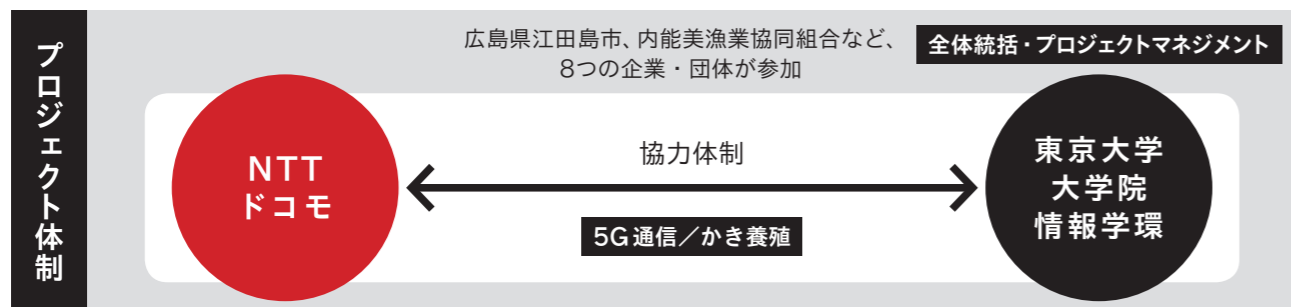 プロジェクト体制
広島県江田島市、内能美漁業協同組合など、
8つの企業・団体が参加
全体統括・プロジェクトマネジメント
NTT
ドコモ
協力体制
5G通信／かき養殖
東京大学
大学院
情報学環